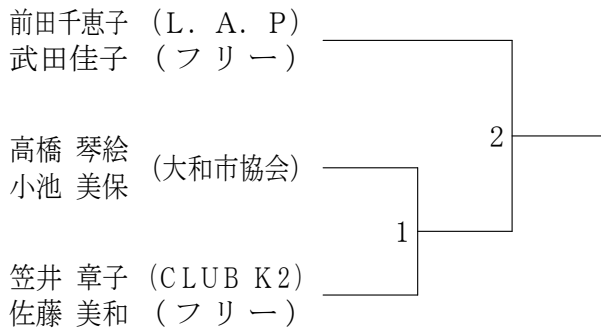 前田千恵子 (L. A. P)
武田佳子 (フリー)
2
高橋 琴絵
(大和市協会)
小池 美保
1
笠井 章子 (CLUB K2)
佐藤 美和 (フリー)